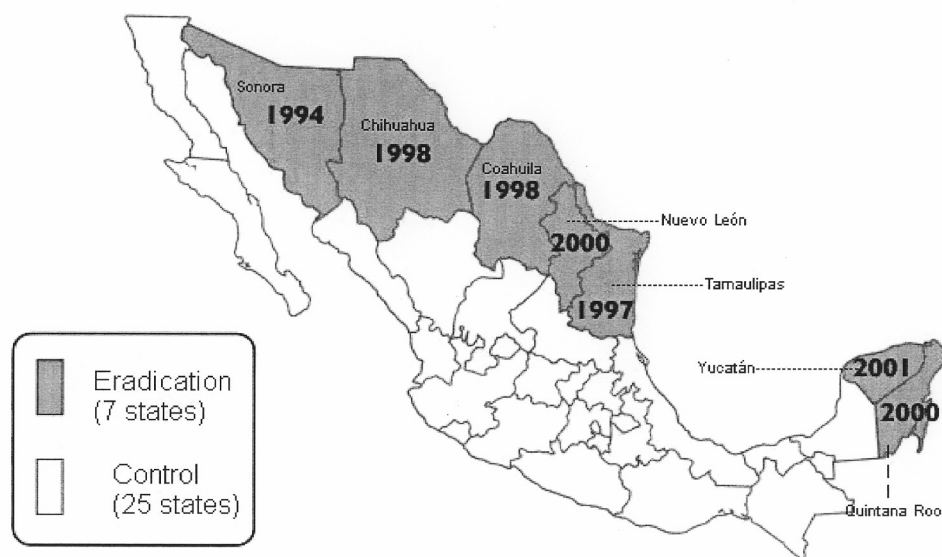 Sonora
1994
Chihuahua
1998
Coahuila
1998
Nuevo León
2000
Tamaulipas
1997
Yucatán
2001
2000
Quintana Roo
Eradication
(7 states)
Control
(25 states)